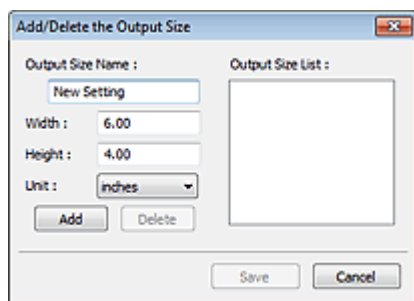 Add/Delete the Output Size
Output Size Name :
New Setting
Width : 6.00
Height : 4.00
Unit : inches
Add Delete
Output Size List :
Save Cancel